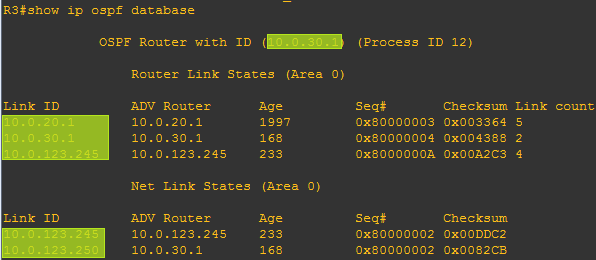 R3#show ip ospf database
OSPF Router with ID (10.0.30.1) (Process ID 12)
Router Link States (Area 0)
Link ID ADV Router Age Seq# Checksum Link count
10.0.20.1 10.0.20.1 1997 0x80000003 0x003364 5
10.0.30.1 10.0.30.1 168 0x80000004 0x004388 2
10.0.123.245 10.0.123.245 233 0x8000000A 0x00A2C3 4
Net Link States (Area 0)
Link ID ADV Router Age Seq# Checksum
10.0.123.245 10.0.123.245 233 0x80000002 0x00DDC2
10.0.123.250 10.0.30.1 168 0x80000002 0x0082CB